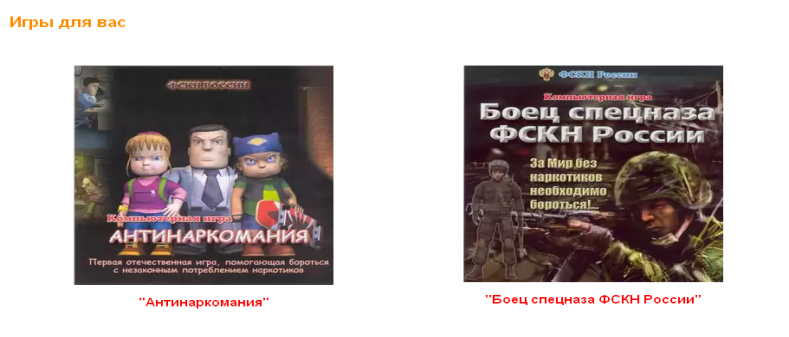 Игры для вас
ФСКН РОССИИ
Компьютерная игра
АНТИНАРКОМАНИЯ
Первая отечественная игра, помогающая бороться
с незаконным потреблением наркотиков
"Антинаркомания"
ФСКН России
Компьютерная игра
Боец спецназа
ФСКН России
За Мир без
наркотиков
необходимо
бороться!...
"Боец спецназа ФСКН России"